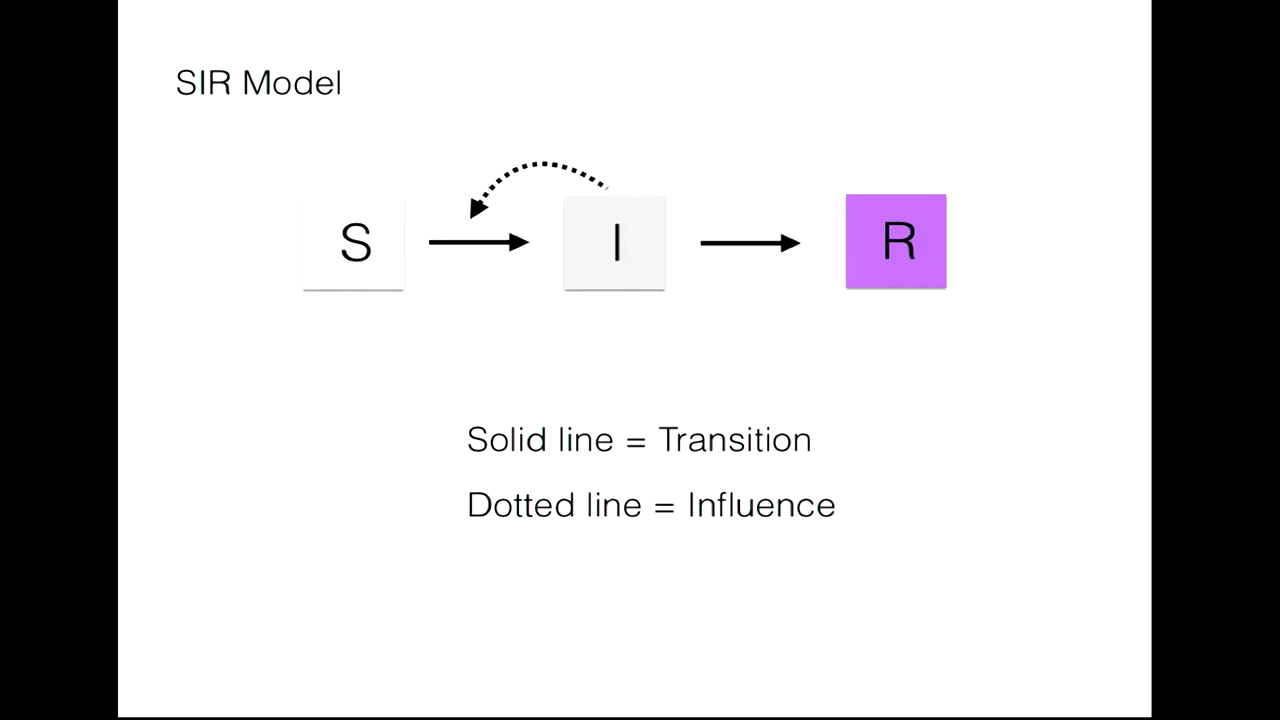 SIR Model
S
I
R
Solid line = Transition
Dotted line = Influence